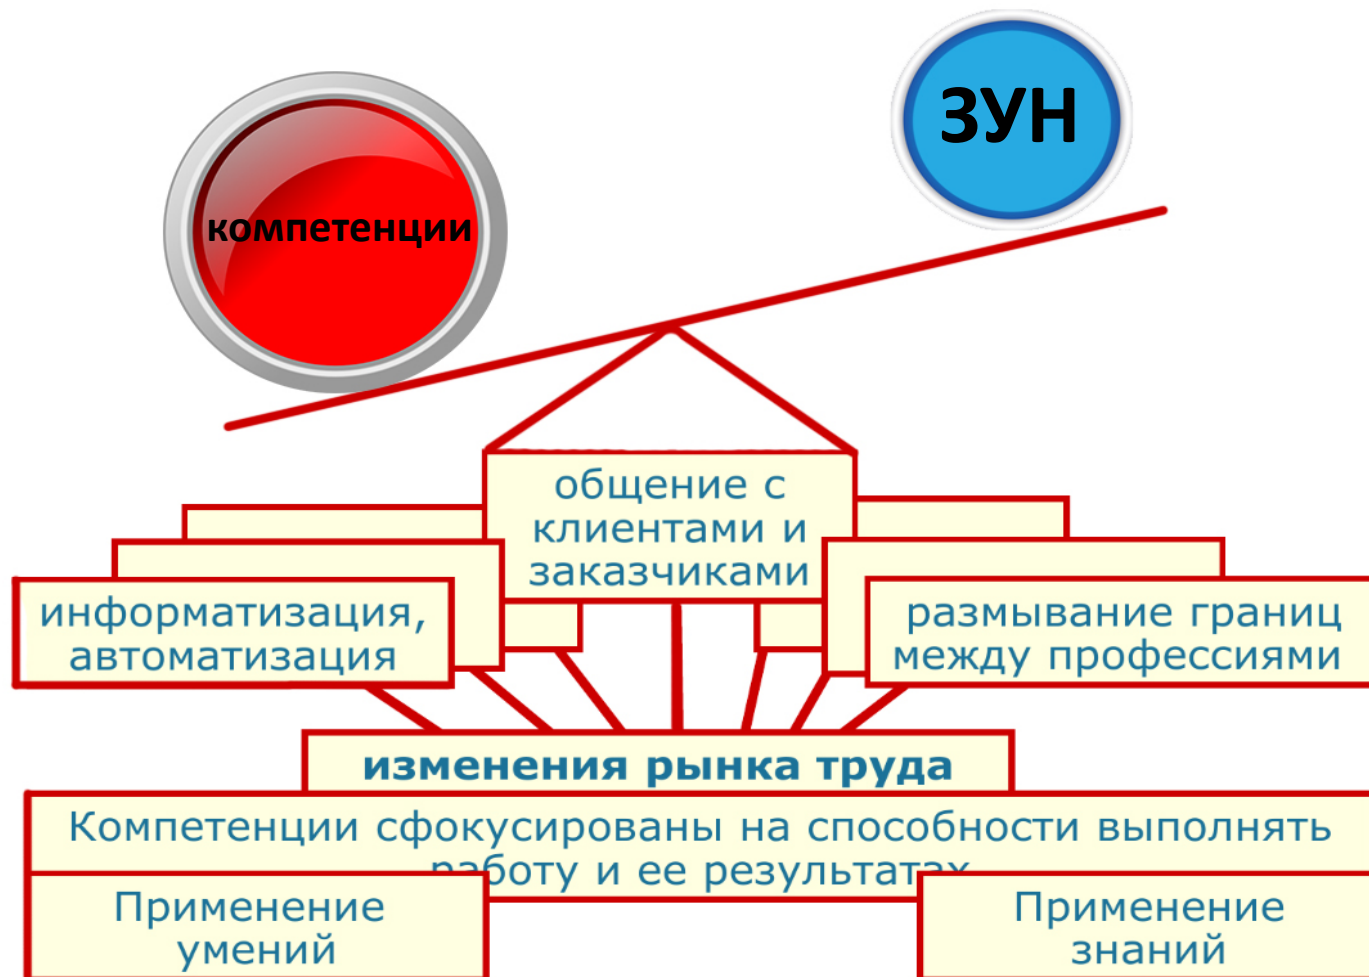 ЗУН
компетенции
общение с
клиентами и
заказчиками
информатизация,
автоматизация
размывание границ
между профессиями
изменения рынка труда
Компетенции сфокусированы на способности выполнять
работу и ее результатах
Применение
умений
Применение
знаний